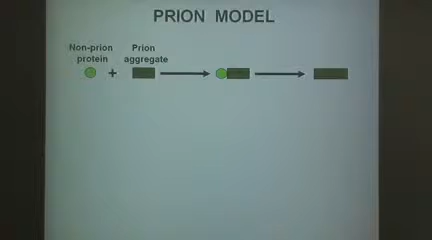 PRION MODEL
Non-prion
protein
+
Prion
aggregate